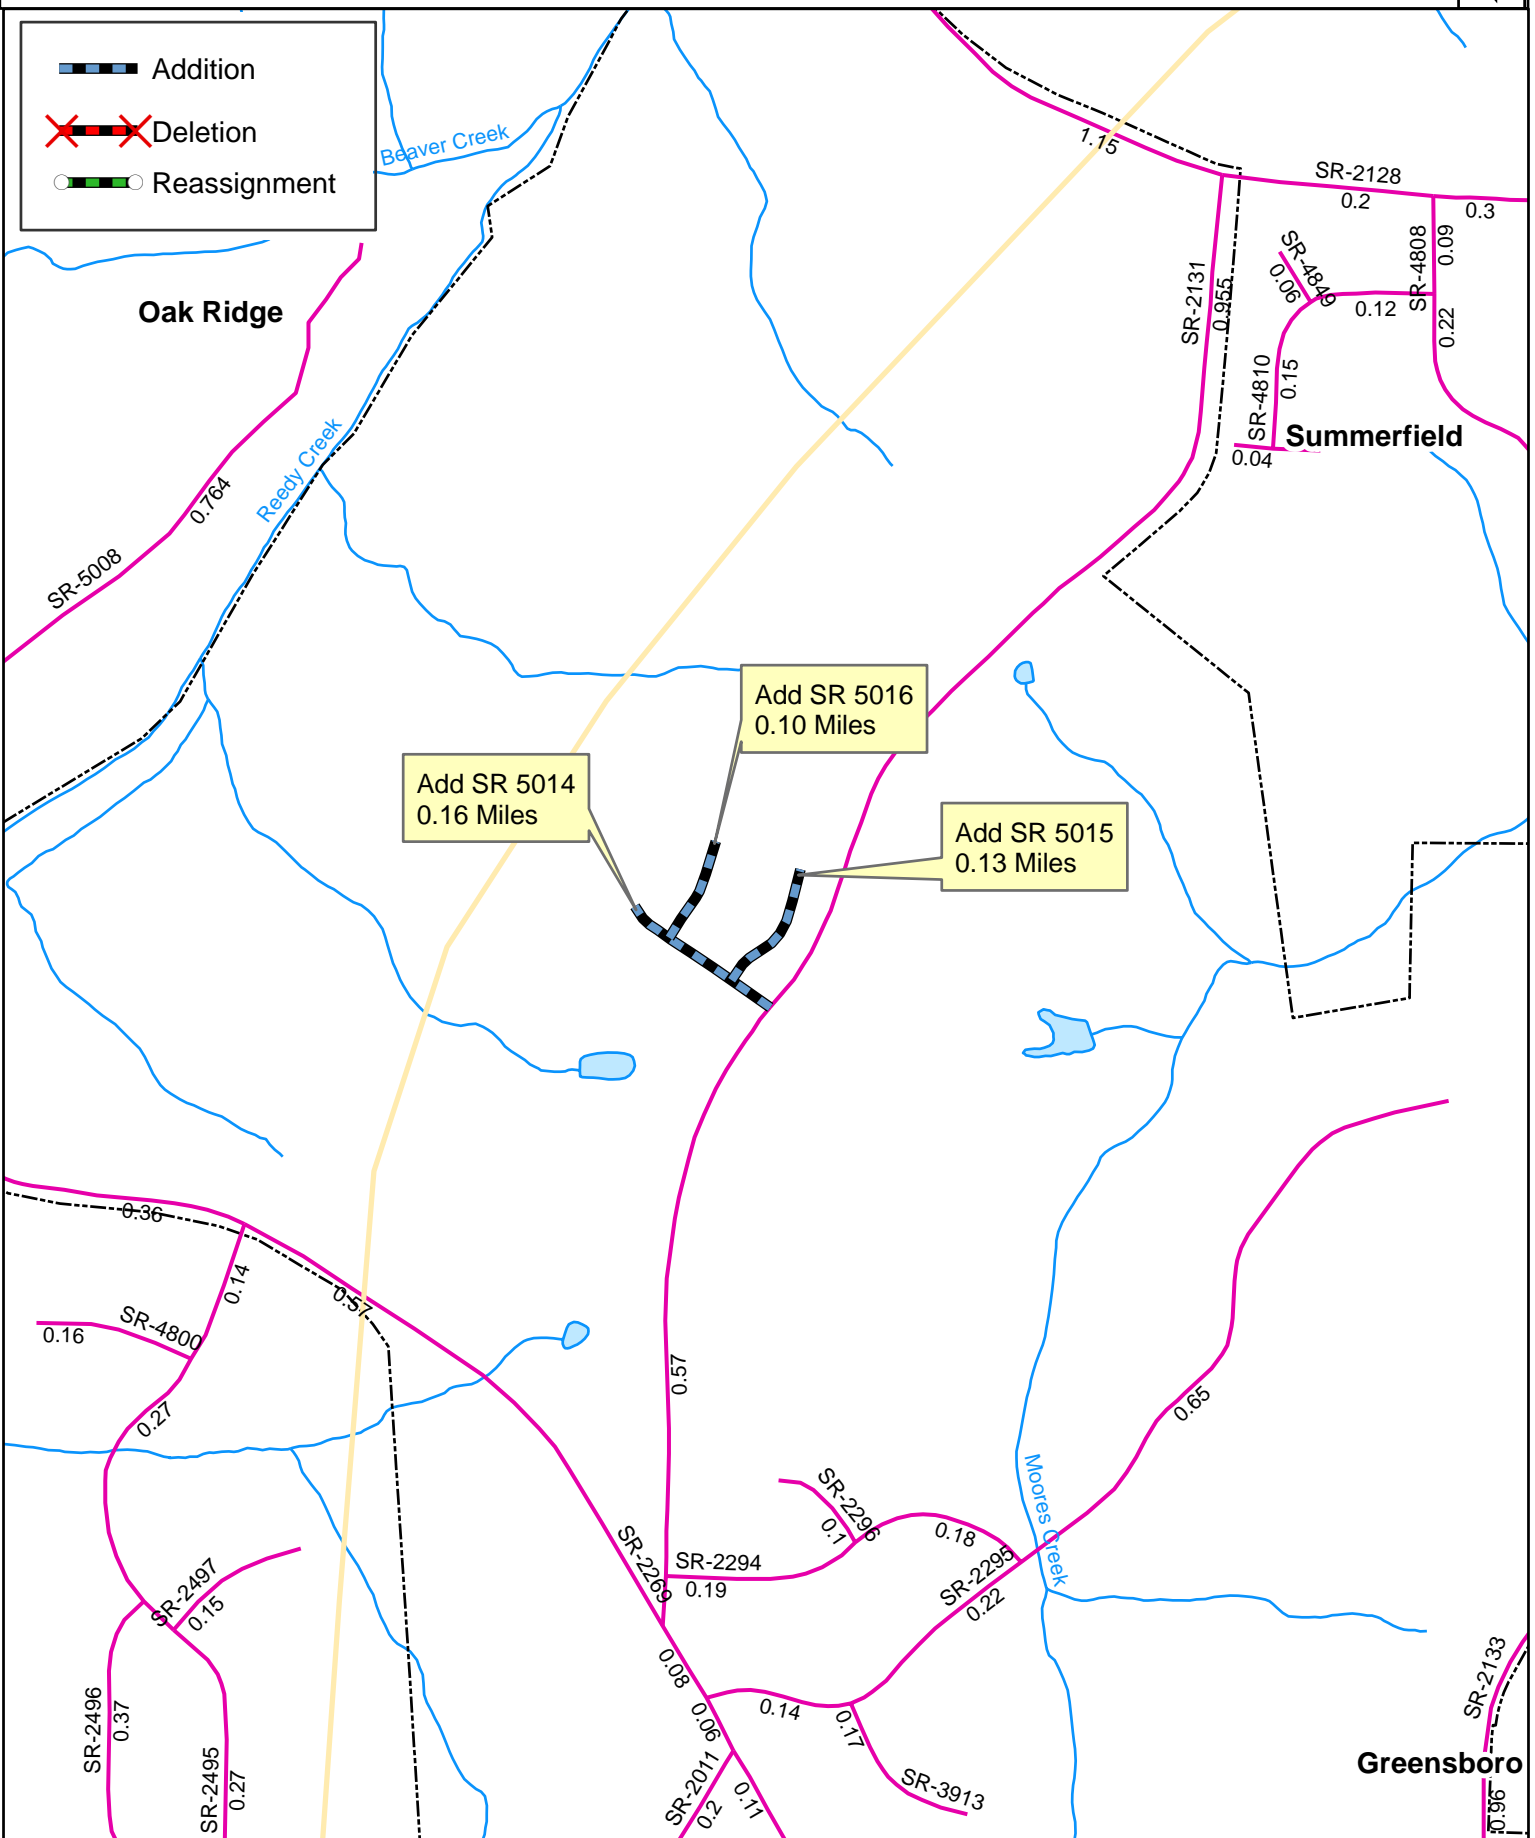 Addition
Deletion
Reassignment
Beaver Creek
1.15
SR-2128
0.2
0.3
SR-4849
0.06
SR-4808
0.09
0.12
0.22
SR-2131
0.955
SR-4810
0.15
0.04
Oak Ridge
Summerfield
Reedy Creek
0.764
SR-5008
Add SR 5016
0.10 Miles
Add SR 5014
0.16 Miles
Add SR 5015
0.13 Miles
0.36
0.14
0.57
SR-4800
0.16
0.27
0.57
0.65
Moores Creek
SR-2296
0.1
0.18
SR-2269
SR-2294
0.19
SR-2295
0.22
SR-2497
0.15
0.08
0.14
0.06
0.17
SR-2496
0.37
SR-2495
0.27
SR-2011
0.2
0.11
SR-3913
SR-2133
Greensboro
0.96